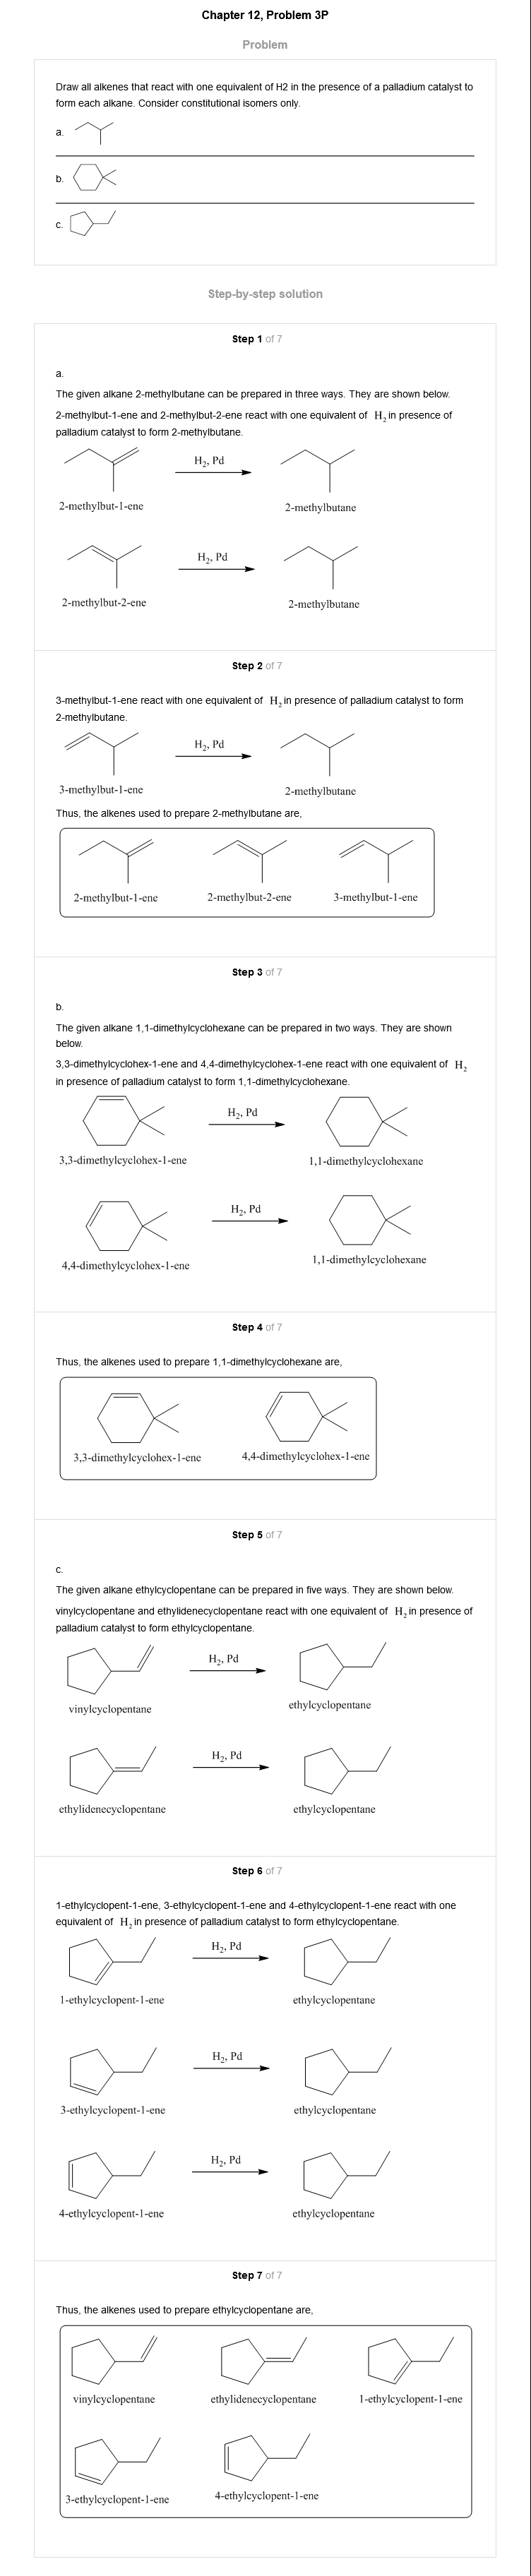 Chapter 12, Problem 3P
Problem
Draw all alkenes that react with one equivalent of H2 in the presence of a palladium catalyst to
form each alkane. Consider constitutional isomers only.
a.
b.
c.
Step-by-step solution
Step 1 of 7
a.
The given alkane 2-methylbutane can be prepared in three ways. They are shown below.
2-methylbut-1-ene and 2-methylbut-2-ene react with one equivalent of H₂ in presence of
palladium catalyst to form 2-methylbutane.
H₂, Pd
2-methylbut-1-ene
2-methylbutane
H₂, Pd
2-methylbut-2-ene
2-methylbutane
Step 2 of 7
3-methylbut-1-ene react with one equivalent of H₂ in presence of palladium catalyst to form
2-methylbutane.
H₂, Pd
3-methylbut-1-ene
2-methylbutane
Thus, the alkenes used to prepare 2-methylbutane are,
2-methylbut-1-ene 2-methylbut-2-ene 3-methylbut-1-ene
Step 3 of 7
b.
The given alkane 1,1-dimethylcyclohexane can be prepared in two ways. They are shown
below.
3,3-dimethylcyclohex-1-ene and 4,4-dimethylcyclohex-1-ene react with one equivalent of H₂
in presence of palladium catalyst to form 1,1-dimethylcyclohexane.
H₂, Pd
3,3-dimethylcyclohex-1-ene
1,1-dimethylcyclohexane
H₂, Pd
4,4-dimethylcyclohex-1-ene
1,1-dimethylcyclohexane
Step 4 of 7
Thus, the alkenes used to prepare 1,1-dimethylcyclohexane are,
3,3-dimethylcyclohex-1-ene 4,4-dimethylcyclohex-1-ene
Step 5 of 7
c.
The given alkane ethylcyclopentane can be prepared in five ways. They are shown below.
vinylcyclopentane and ethylidenecyclopentane react with one equivalent of H₂ in presence of
palladium catalyst to form ethylcyclopentane.
H₂, Pd
vinylcyclopentane
ethylcyclopentane
H₂, Pd
ethylidenecyclopentane
ethylcyclopentane
Step 6 of 7
1-ethylcyclopent-1-ene, 3-ethylcyclopent-1-ene and 4-ethylcyclopent-1-ene react with one
equivalent of H₂ in presence of palladium catalyst to form ethylcyclopentane.
H₂, Pd
1-ethylcyclopent-1-ene
ethylcyclopentane
H₂, Pd
3-ethylcyclopent-1-ene
ethylcyclopentane
H₂, Pd
4-ethylcyclopent-1-ene
ethylcyclopentane
Step 7 of 7
Thus, the alkenes used to prepare ethylcyclopentane are,
vinylcyclopentane ethylidenecyclopentane 1-ethylcyclopent-1-ene
3-ethylcyclopent-1-ene 4-ethylcyclopent-1-ene